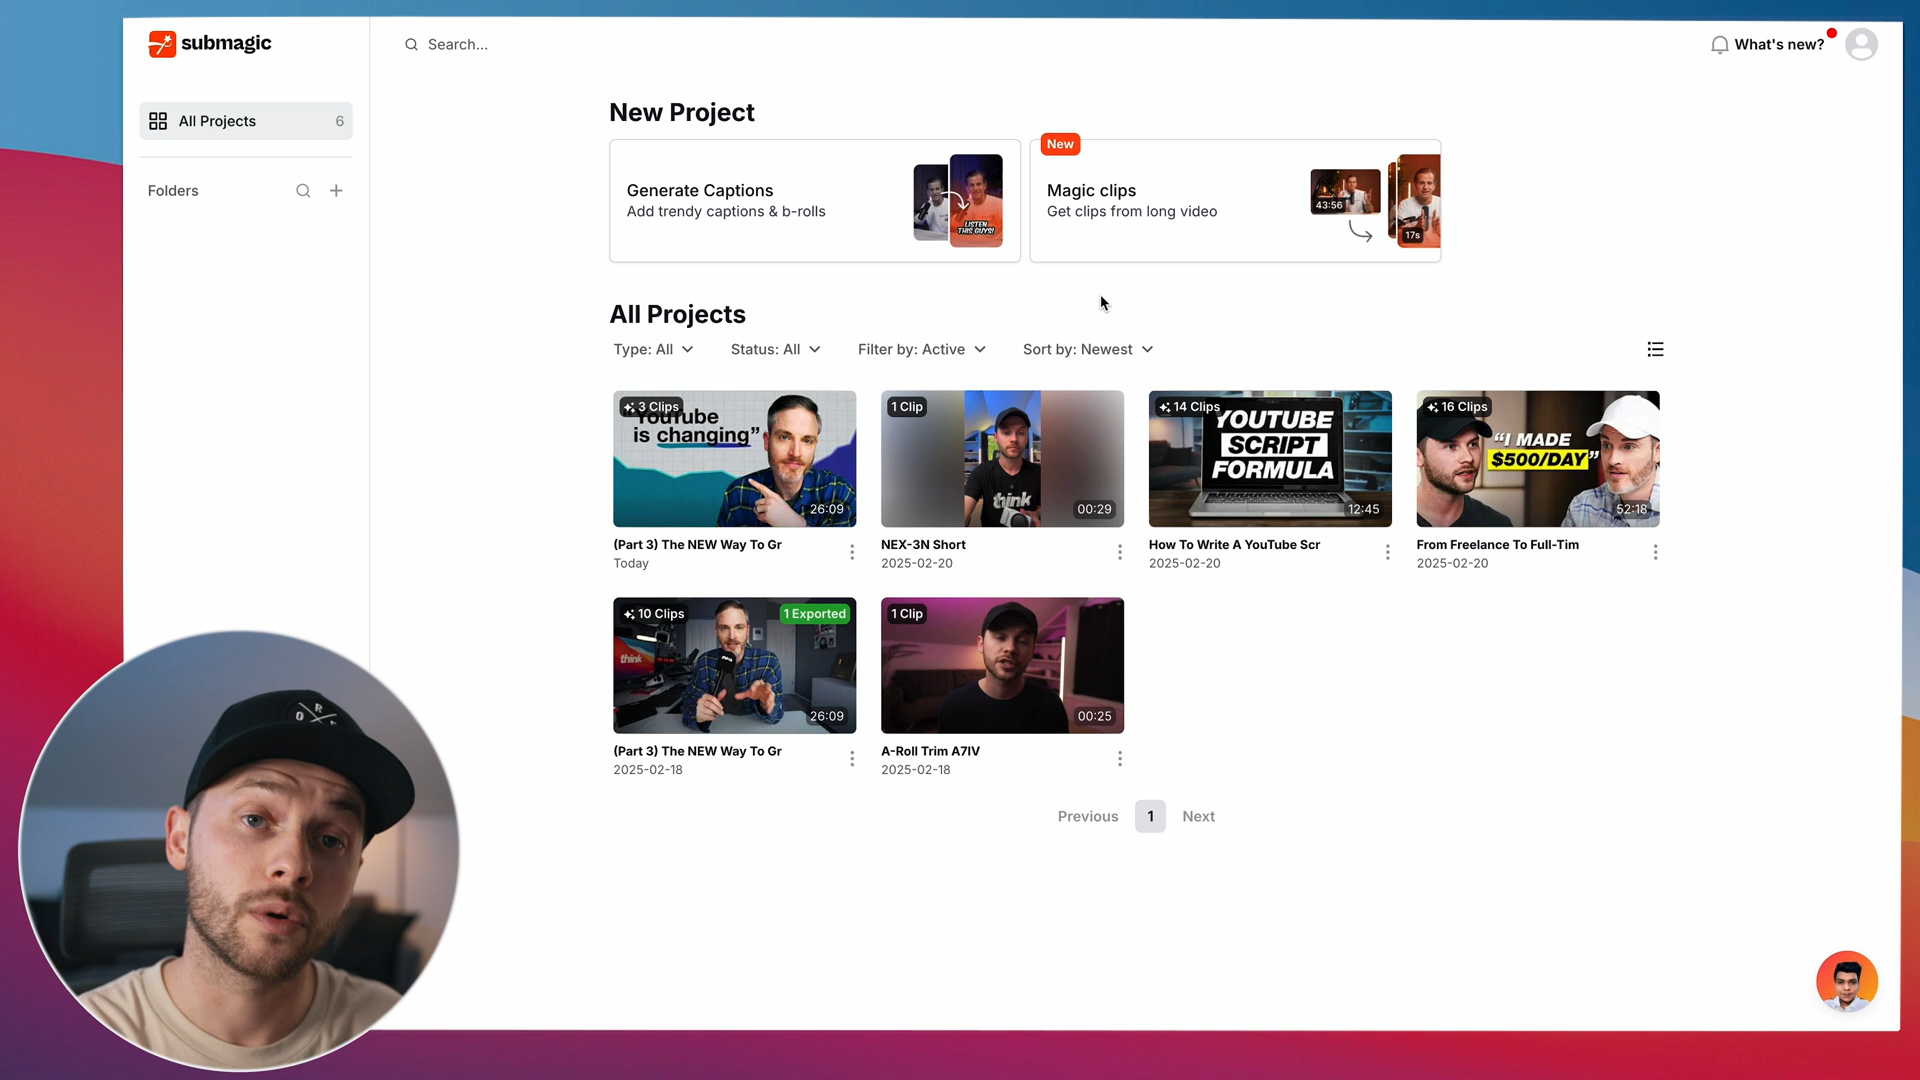 submagic
Search...
What's new?
All Projects
6
Folders
New Project
Generate Captions
Add trendy captions & b-rolls
LISTEN
THIS GUYS!
New
Magic clips
Get clips from long video
43:56
17s
All Projects
Type: All
Status: All
Filter by: Active
Sort by: Newest
3 Clips
"YouTube
is changing"
26:09
(Part 3) The NEW Way To Gr
Today
1 Clip
think
00:29
NEX-3N Short
2025-02-20
14 Clips
YOUTUBE
SCRIPT
FORMULA
12:45
How To Write A YouTube Scr
2025-02-20
16 Clips
"I MADE
$500/DAY"
52:18
From Freelance To Full-Tim
2025-02-20
10 Clips
1 Exported
think
26:09
(Part 3) The NEW Way To Gr
2025-02-18
1 Clip
00:25
A-Roll Trim A7IV
2025-02-18
Previous
1
Next